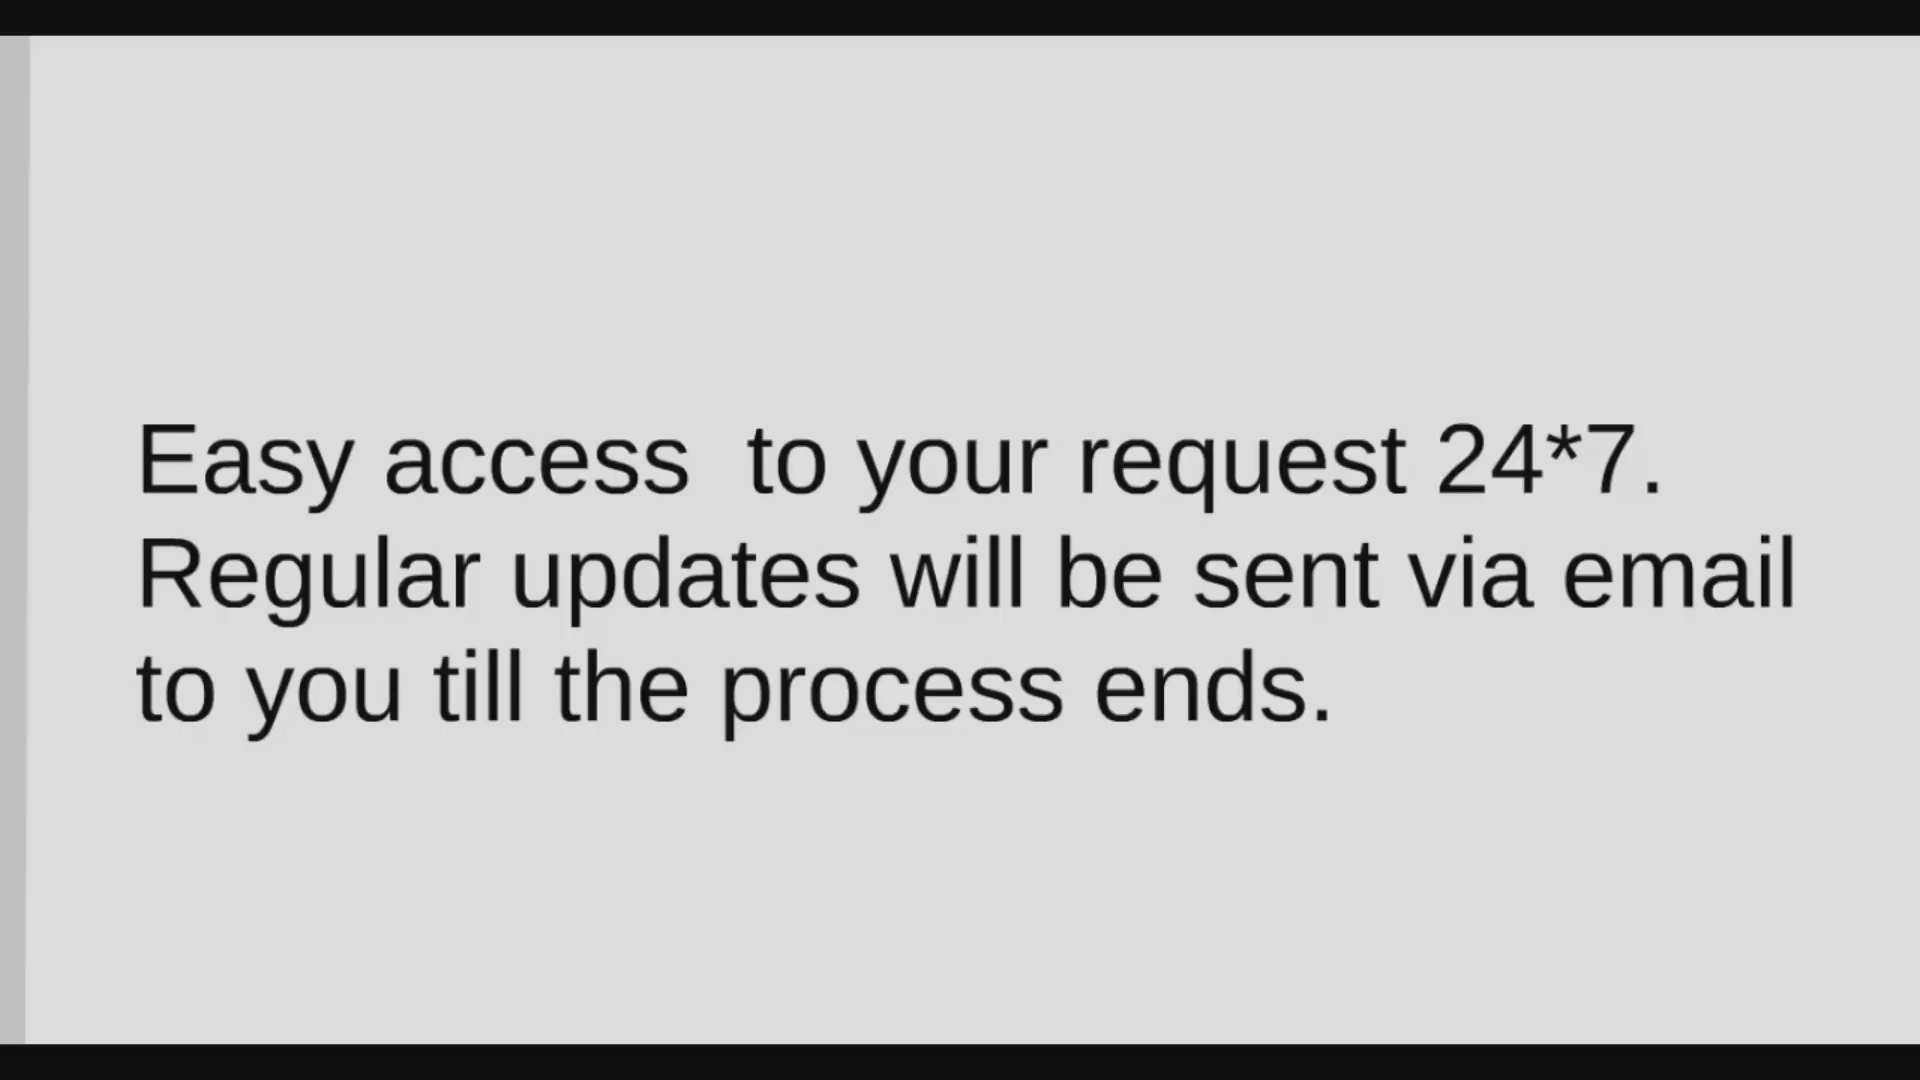 Easy access  to your request 24*7.
Regular updates will be sent via email
to you till the process ends.